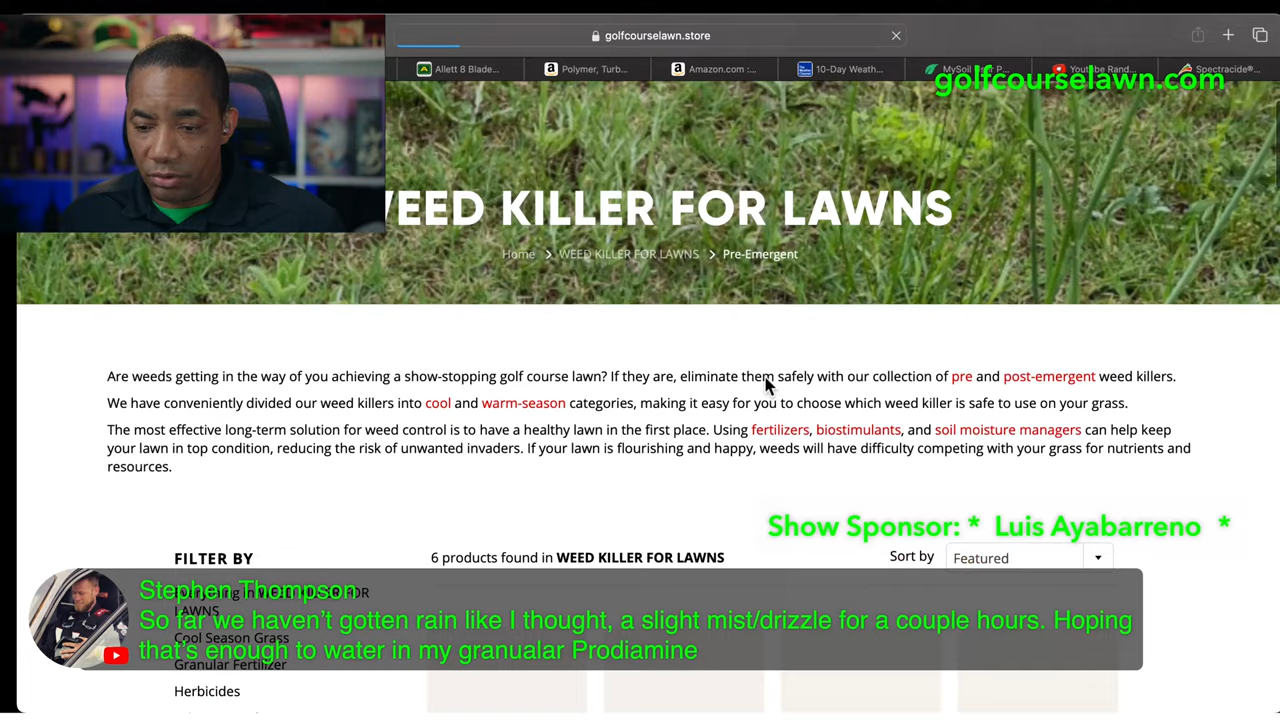 golfcourselawn.store
Allett 8 Blade...
Polymer, Turb...
Amazon.com :...
10-Day Weath...
Youtube Rand...
Spectracide®...
golfcourselawn.com
WEED KILLER FOR LAWNS
Home > WEED KILLER FOR LAWNS > Pre-Emergent
Are weeds getting in the way of you achieving a show-stopping golf course lawn? If they are, eliminate them safely with our collection of pre and post-emergent weed killers.
We have conveniently divided our weed killers into cool and warm-season categories, making it easy for you to choose which weed killer is safe to use on your grass.
The most effective long-term solution for weed control is to have a healthy lawn in the first place. Using fertilizers, biostimulants, and soil moisture managers can help keep
your lawn in top condition, reducing the risk of unwanted invaders. If your lawn is flourishing and happy, weeds will have difficulty competing with your grass for nutrients and
resources.
Show Sponsor: * Luis Ayabarreno *
FILTER BY
6 products found in WEED KILLER FOR LAWNS
Sort by
Featured
Everything in WEED KILLER FOR
LAWNS
Cool Season Grass
Granular Fertilizer
Herbicides
Stephen Thompson
So far we haven't gotten rain like I thought, a slight mist/drizzle for a couple hours. Hoping
that's enough to water in my granualar Prodiamine